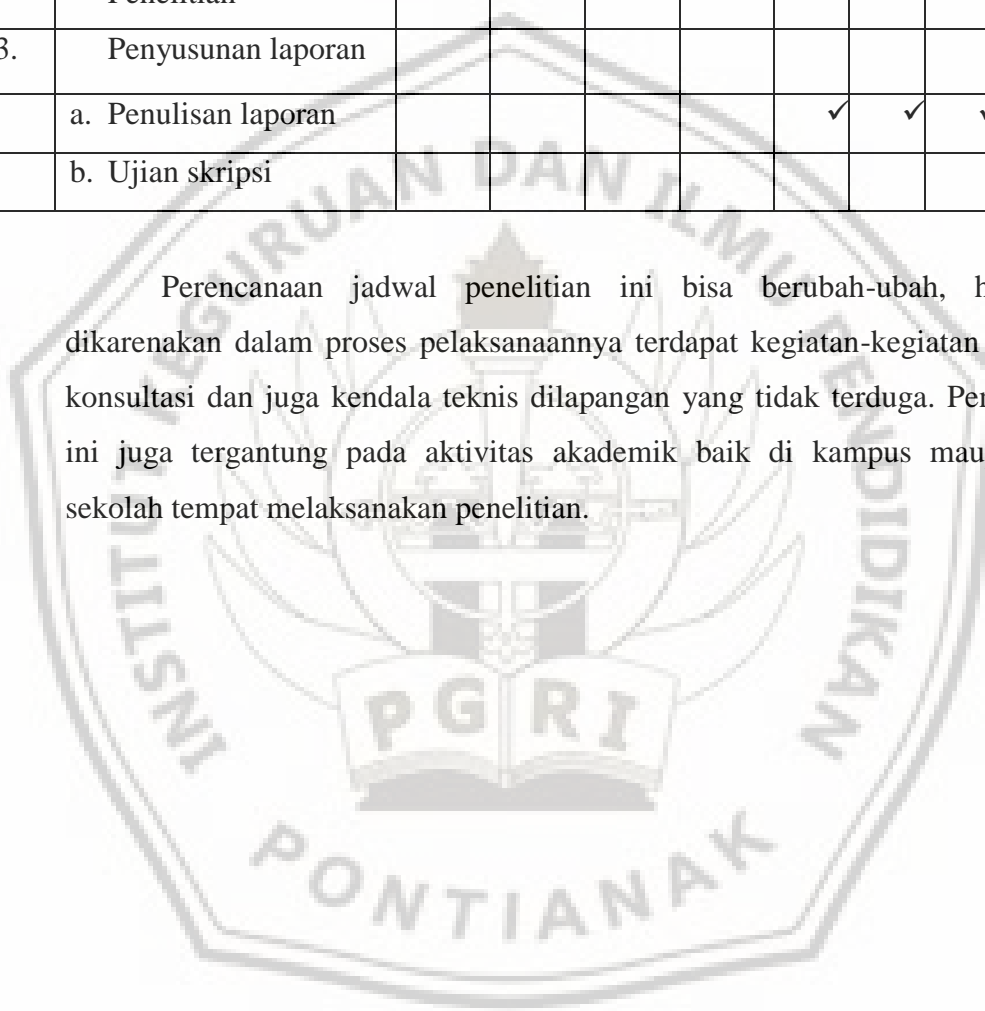 Penelitian
3. Penyusunan laporan
a. Penulisan laporan ✓ ✓ ✓
b. Ujian skripsi
Perencanaan jadwal penelitian ini bisa berubah-ubah,
dikarenakan dalam proses pelaksanaannya terdapat kegiatan-kegiatan
konsultasi dan juga kendala teknis dilapangan yang tidak terduga.
ini juga tergantung pada aktivitas akademik baik di kampus
sekolah tempat melaksanakan penelitian.
INSTITUT KEGURUAN DAN ILMU PENDIDIKAN
PGRI
PONTIANAK